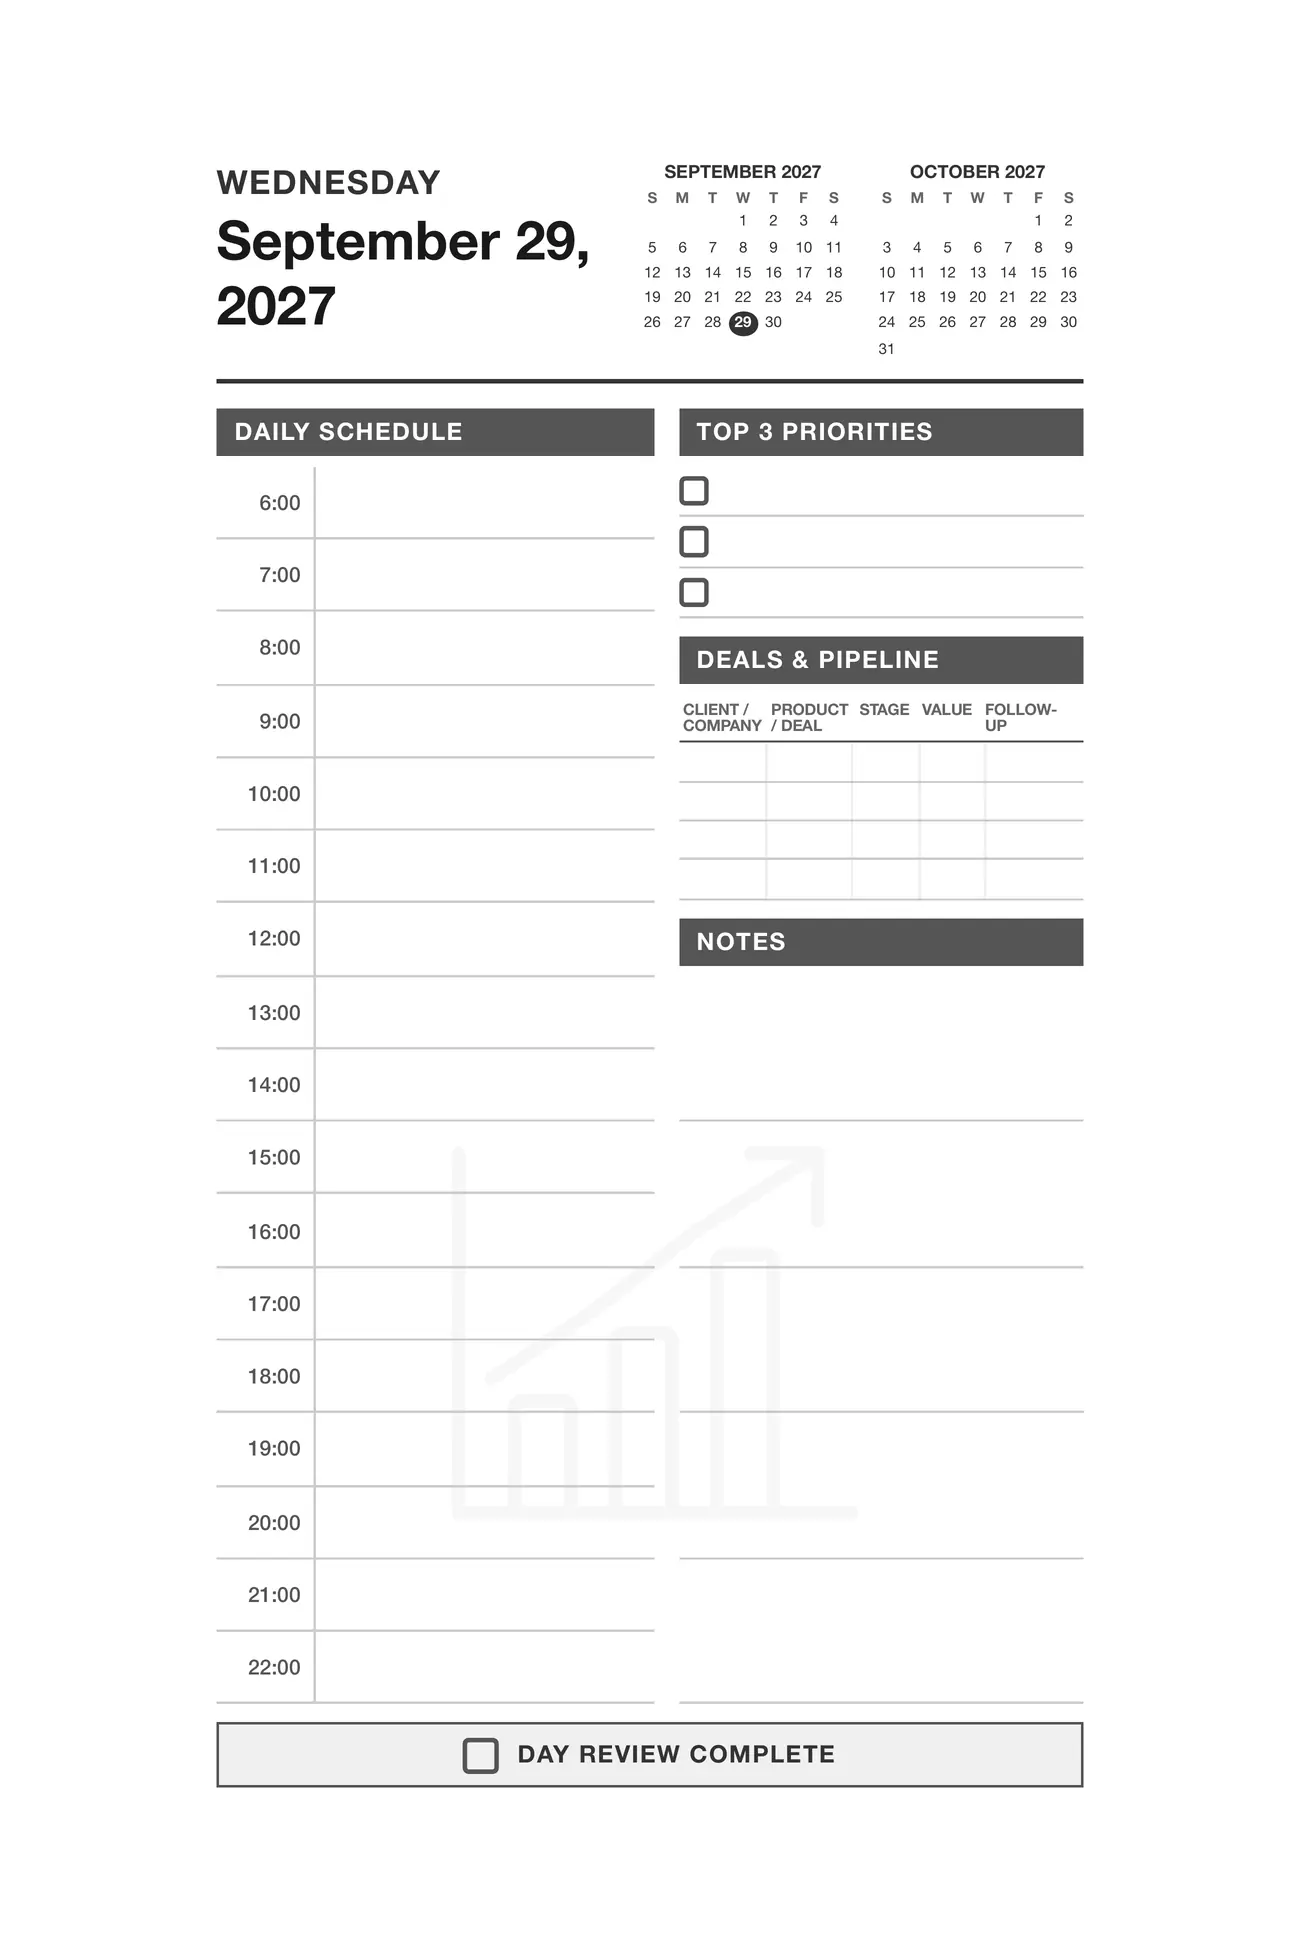 WEDNESDAY
September 29,
2027
SEPTEMBER 2027
S M T W T F S
1 2 3 4
5 6 7 8 9 10 11
12 13 14 15 16 17 18
19 20 21 22 23 24 25
26 27 28 29 30
OCTOBER 2027
S M T W T F S
1 2
3 4 5 6 7 8 9
10 11 12 13 14 15 16
17 18 19 20 21 22 23
24 25 26 27 28 29 30
31
DAILY SCHEDULE
6:00
7:00
8:00
9:00
10:00
11:00
12:00
13:00
14:00
15:00
16:00
17:00
18:00
19:00
20:00
21:00
22:00
TOP 3 PRIORITIES
DEALS & PIPELINE
CLIENT / PRODUCT STAGE VALUE FOLLOW-
COMPANY / DEAL UP
NOTES
DAY REVIEW COMPLETE